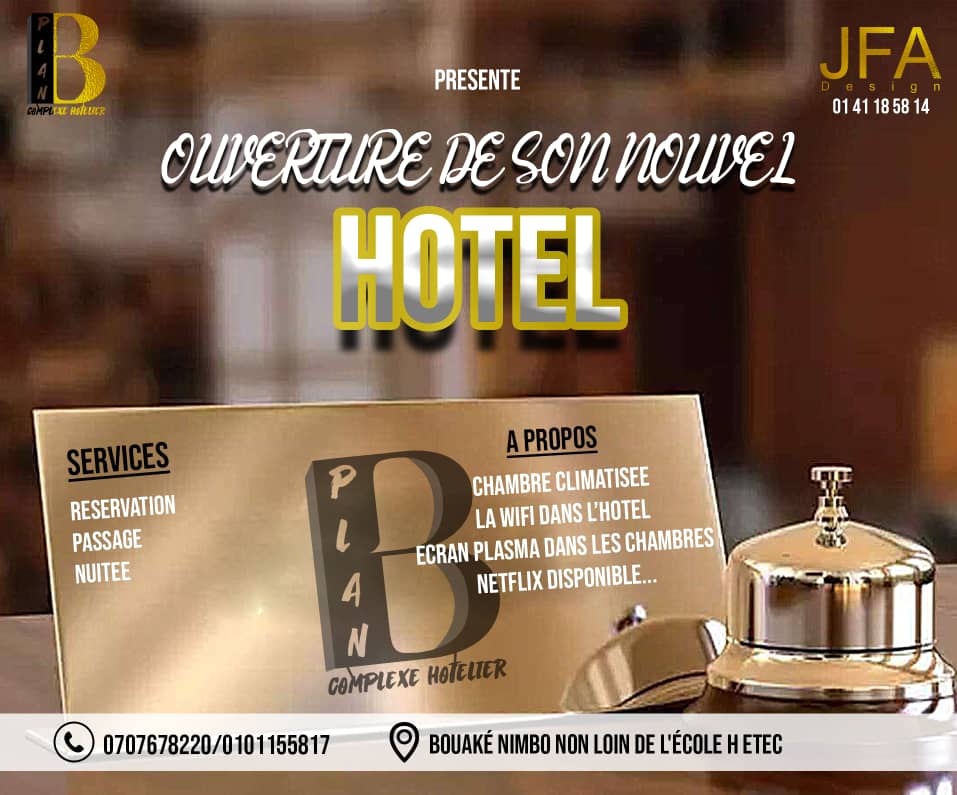 PLAN
B
COMPLEXE HOTELIER
JFA
Design
01 41 18 58 14
PRESENTE
OUVERTURE DE SON NOUVEL
HOTEL
SERVICES
RESERVATION
PASSAGE
NUITEE
PLAN
B
COMPLEXE HOTELIER
A PROPOS
CHAMBRE CLIMATISEE
LA WIFI DANS L'HOTEL
ECRAN PLASMA DANS LES CHAMBRES
NETFLIX DISPONIBLE...
0707678220/0101155817
BOUAKÉ NIMBO NON LOIN DE L'ÉCOLE H ETEC